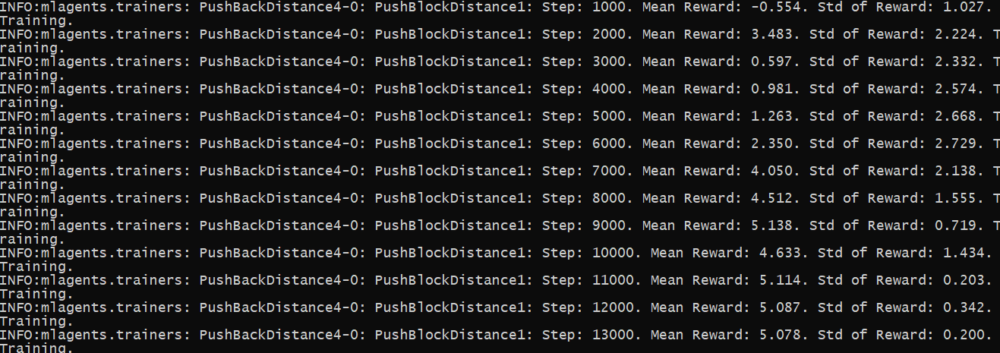 INFO:mlagents.trainers: PushBackDistance4-0: PushBlockDistance1: Step: 1000. Mean Reward: -0.554. Std of Reward: 1.027.
Training.
INFO:mlagents.trainers: PushBackDistance4-0: PushBlockDistance1: Step: 2000. Mean Reward: 3.483. Std of Reward: 2.224. T
raining.
INFO:mlagents.trainers: PushBackDistance4-0: PushBlockDistance1: Step: 3000. Mean Reward: 0.597. Std of Reward: 2.332. T
raining.
INFO:mlagents.trainers: PushBackDistance4-0: PushBlockDistance1: Step: 4000. Mean Reward: 0.981. Std of Reward: 2.574. T
raining.
INFO:mlagents.trainers: PushBackDistance4-0: PushBlockDistance1: Step: 5000. Mean Reward: 1.263. Std of Reward: 2.668. T
raining.
INFO:mlagents.trainers: PushBackDistance4-0: PushBlockDistance1: Step: 6000. Mean Reward: 2.350. Std of Reward: 2.729. T
raining.
INFO:mlagents.trainers: PushBackDistance4-0: PushBlockDistance1: Step: 7000. Mean Reward: 4.050. Std of Reward: 2.138. T
raining.
INFO:mlagents.trainers: PushBackDistance4-0: PushBlockDistance1: Step: 8000. Mean Reward: 4.512. Std of Reward: 1.555. T
raining.
INFO:mlagents.trainers: PushBackDistance4-0: PushBlockDistance1: Step: 9000. Mean Reward: 5.138. Std of Reward: 0.719. T
raining.
INFO:mlagents.trainers: PushBackDistance4-0: PushBlockDistance1: Step: 10000. Mean Reward: 4.633. Std of Reward: 1.434.
Training.
INFO:mlagents.trainers: PushBackDistance4-0: PushBlockDistance1: Step: 11000. Mean Reward: 5.114. Std of Reward: 0.203.
Training.
INFO:mlagents.trainers: PushBackDistance4-0: PushBlockDistance1: Step: 12000. Mean Reward: 5.087. Std of Reward: 0.342.
Training.
INFO:mlagents.trainers: PushBackDistance4-0: PushBlockDistance1: Step: 13000. Mean Reward: 5.078. Std of Reward: 0.200.
Training.